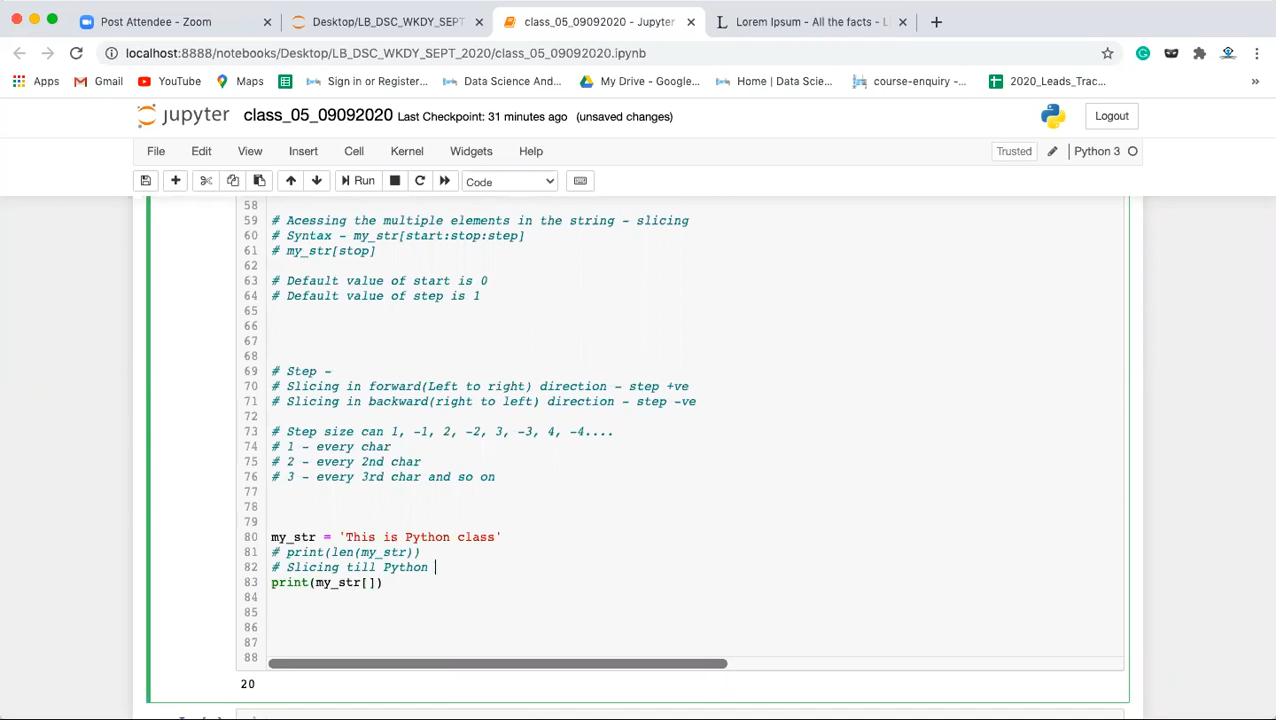 Post Attendee - Zoom
Desktop/LB_DSC_WKDY_SEPT
class_05_09092020 - Jupyter
Lorem Ipsum - All the facts - L
localhost:8888/notebooks/Desktop/LB_DSC_WKDY_SEPT_2020/class_05_09092020.ipynb
Apps Gmail YouTube Maps Sign in or Register... Data Science And... My Drive - Google... Home | Data Scie... course-enquiry -... 2020_Leads_Trac... »
jupyter class_05_09092020 Last Checkpoint: 31 minutes ago (unsaved changes) Logout
File Edit View Insert Cell Kernel Widgets Help Trusted Python 3
Run Code
58
59 # Acessing the multiple elements in the string - slicing
60 # Syntax - my_str[start:stop:step]
61 # my_str[stop]
62
63 # Default value of start is 0
64 # Default value of step is 1
65
66
67
68
69 # Step -
70 # Slicing in forward(Left to right) direction - step +ve
71 # Slicing in backward(right to left) direction - step -ve
72
73 # Step size can 1, -1, 2, -2, 3, -3, 4, -4....
74 # 1 - every char
75 # 2 - every 2nd char
76 # 3 - every 3rd char and so on
77
78
79
80 my_str = 'This is Python class'
81 # print(len(my_str))
82 # Slicing till Python
83 print(my_str[])
84
85
86
87
88
20